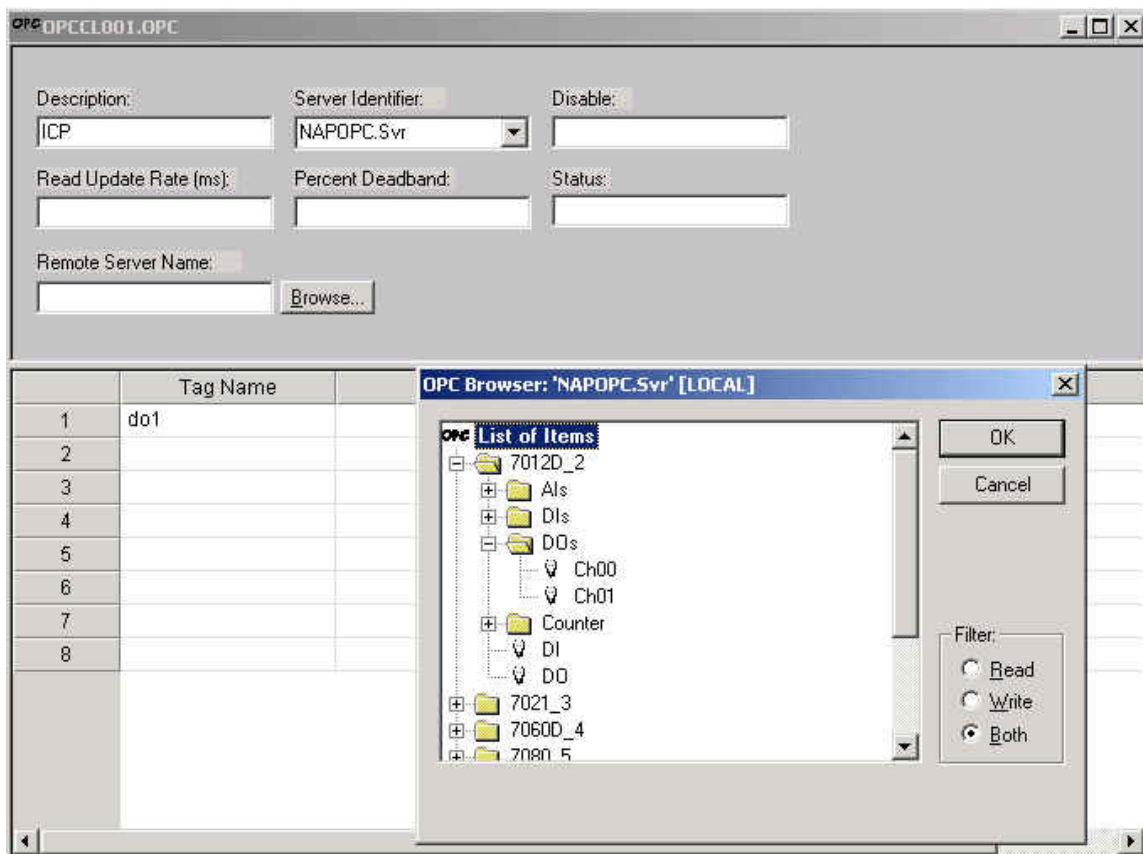 OPC OPCCL001.OPC
Description: Server Identifier: Disable:
ICP NAPOPC.Svr
Read Update Rate (ms): Percent Deadband: Status:
Remote Server Name:
Browse...
Tag Name
1 do1
2
3
4
5
6
7
8
OPC Browser: 'NAPOPC.Svr' [LOCAL]
OPC List of Items
7012D_2
AIs
DIs
DOs
Ch00
Ch01
Counter
DI
DO
7021_3
7060D_4
7080_5
OK
Cancel
Filter:
Read
Write
Both